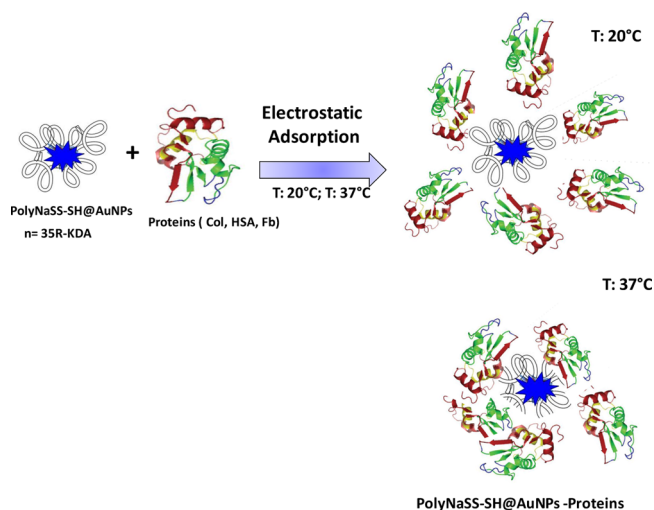 T: 20°C
Electrostatic
Adsorption
T: 20°C; T: 37°C
PolyNaSS-SH@AuNPs
n= 35R-KDA
+
Proteins ( Col, HSA, Fb)
T: 37°C
PolyNaSS-SH@AuNPs -Proteins